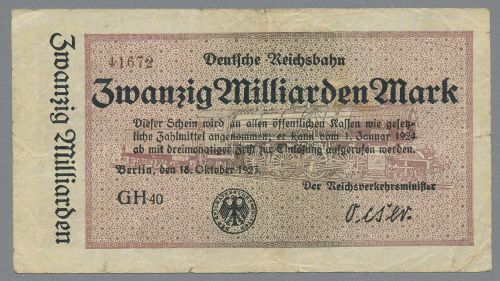 Zwanzig Milliarden
11672
Deutsche Reichsbahn
Zwanzig Milliarden Mark
Dieser Schein wird an allen öffentlichen Kassen wie gesetz-
liche Zahlmittel angenommen; er kann vom 1. Januar 1924
ab mit dreimonatiger Frist zur Einlösung aufgerufen werden.
Berlin, den 18. Oktober 1923.
Der Reichsverkehrsminister
GH 40
Oeser